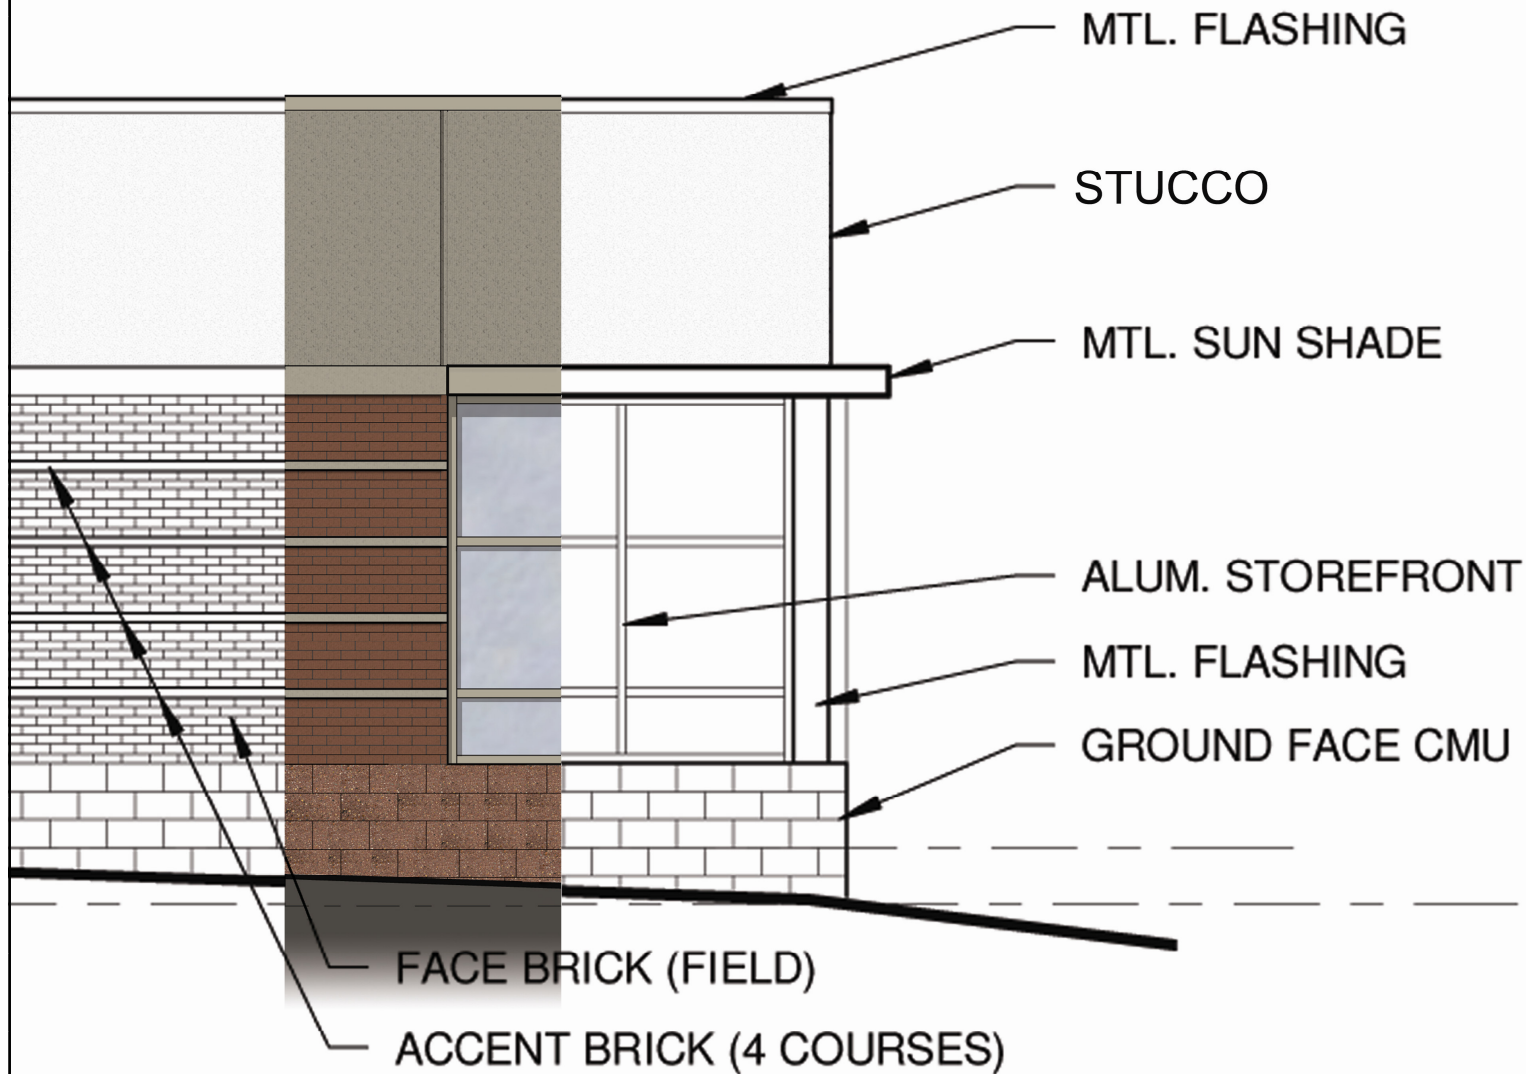 MTL. FLASHING
STUCCO
MTL. SUN SHADE
ALUM. STOREFRONT
MTL. FLASHING
GROUND FACE CMU
FACE BRICK (FIELD)
ACCENT BRICK (4 COURSES)